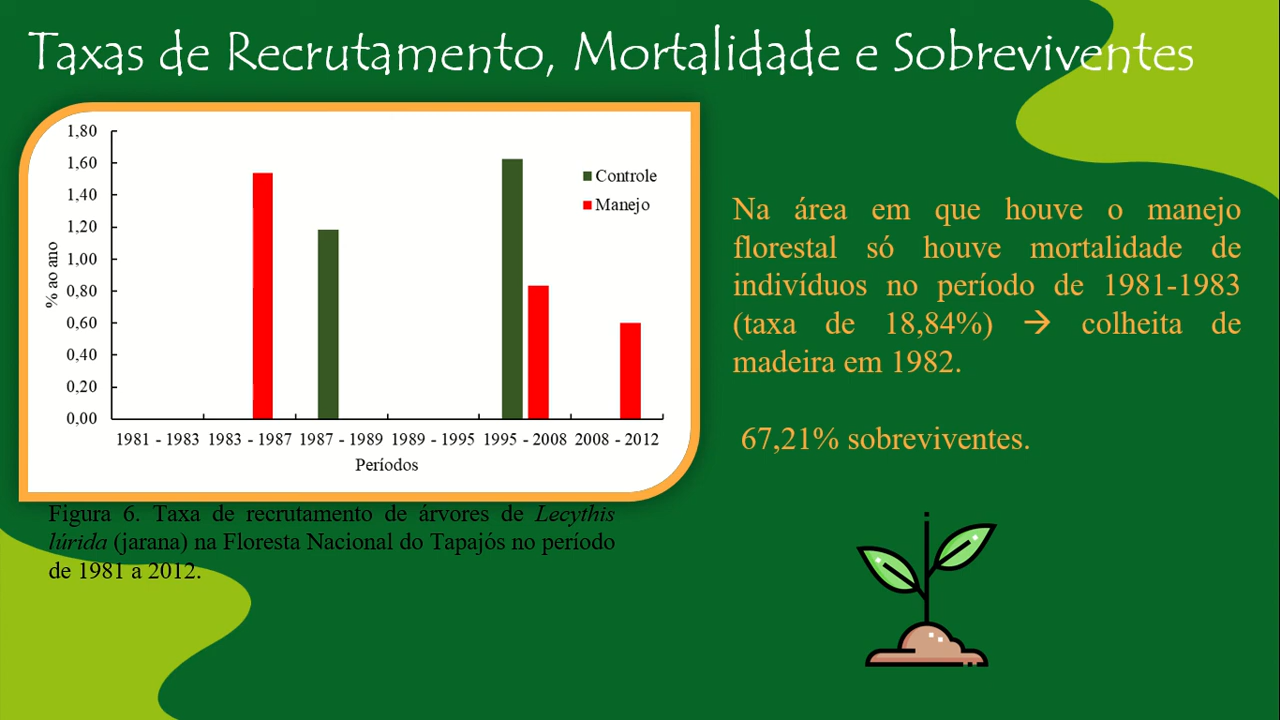 Taxas de Recrutamento, Mortalidade e Sobreviventes
1,80
1,60
1,40
1,20
1,00
0,80
0,60
0,40
0,20
0,00
% ao ano
Controle
Manejo
1981 - 1983 1983 - 1987 1987 - 1989 1989 - 1995 1995 - 2008 2008 - 2012
Períodos
Figura 6. Taxa de recrutamento de árvores de Lecythis
lúrida (jarana) na Floresta Nacional do Tapajós no período
de 1981 a 2012.
Na área em que houve o manejo
florestal só houve mortalidade de
indivíduos no período de 1981-1983
(taxa de 18,84%) → colheita de
madeira em 1982.
67,21% sobreviventes.